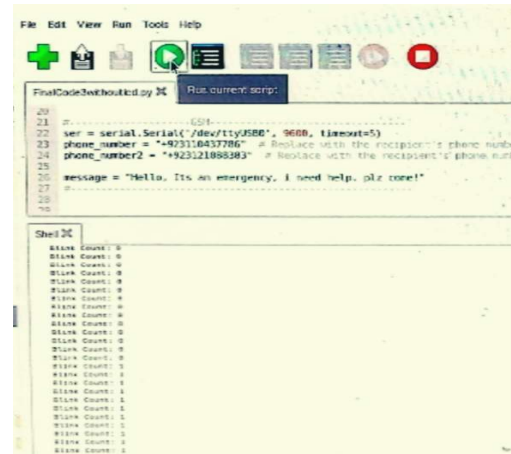 File Edit View Run Tools Help
FinalCode3withoutlcd.py ✕
Run current script
20
21 #---------------------GSM---------------------
22 ser = serial.Serial('/dev/ttyUSB0', 9600, timeout=5)
23 phone_number = "+923110437786" # Replace with the recipient's phone numb
24 phone_number2 = "+923121088303" # Replace with the recipient's phone num
25
26 message = "Hello, Its an emergency, i need help, plz come!"
27 #
28
29
Shell ✕
Blink Count: 0
Blink Count: 0
Blink Count: 0
Blink Count: 0
Blink Count: 0
Blink Count: 0
Blink Count: 0
Blink Count: 0
Blink Count: 0
Blink Count: 0
Blink Count: 0
Blink Count: 0
Blink Count: 0
Blink Count: 0
Blink Count: 1
Blink Count: 1
Blink Count: 1
Blink Count: 1
Blink Count: 1
Blink Count: 1
Blink Count: 1
Blink Count: 1
Blink Count: 1
Blink Count: 1
Blink Count: 1